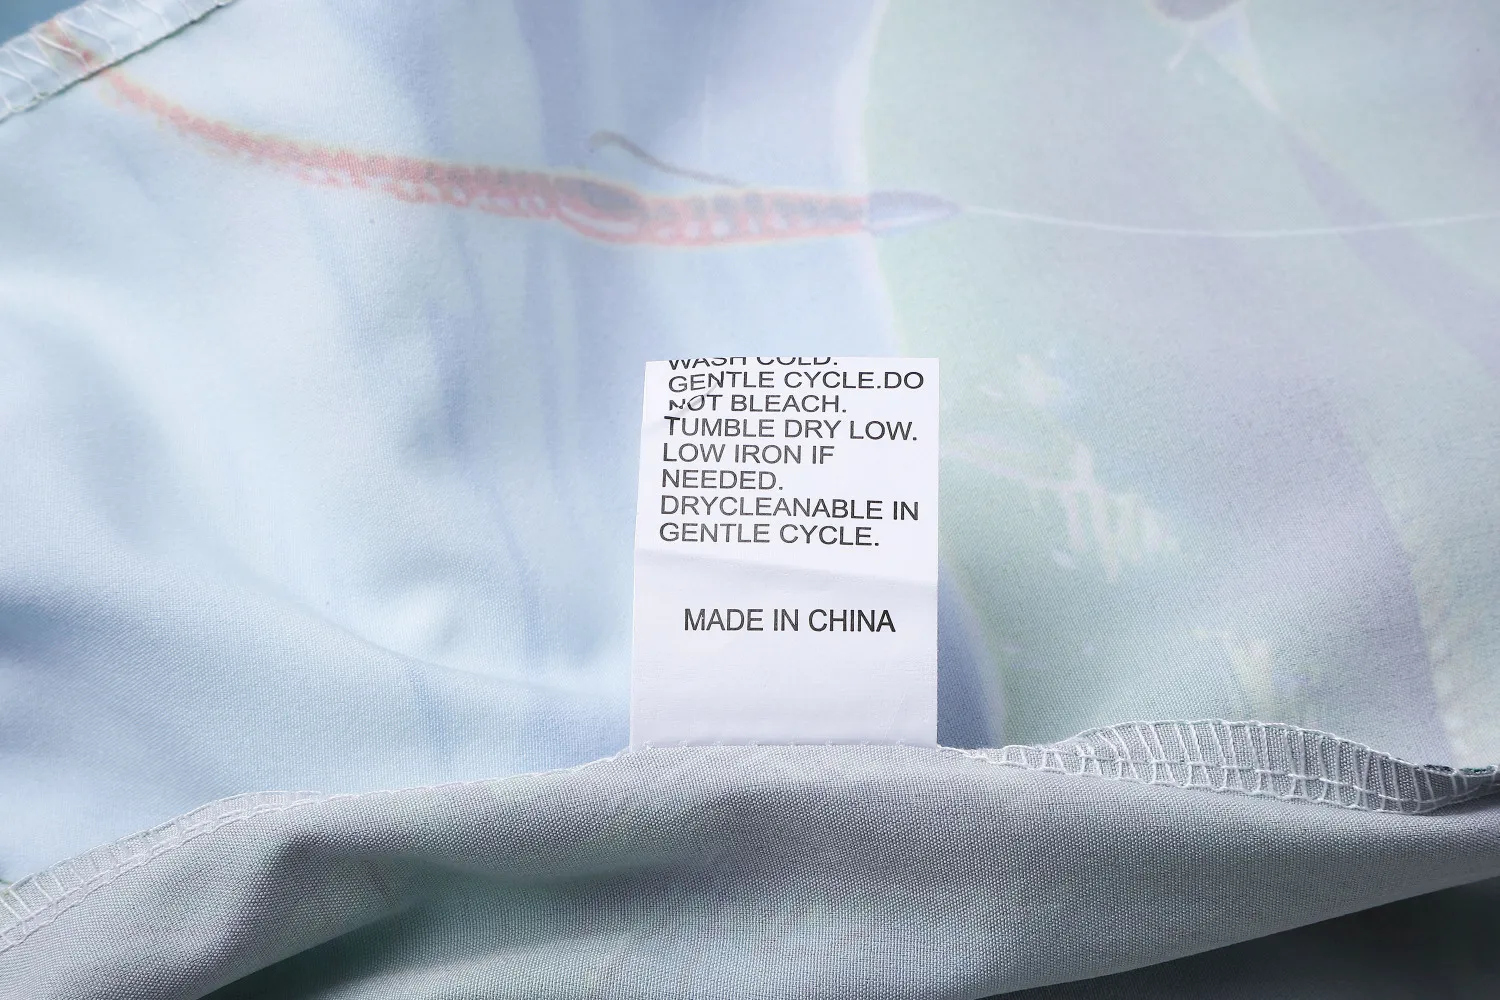 WASH COLD.
GENTLE CYCLE.DO
NOT BLEACH.
TUMBLE DRY LOW.
LOW IRON IF
NEEDED.
DRYCLEANABLE IN
GENTLE CYCLE.
MADE IN CHINA